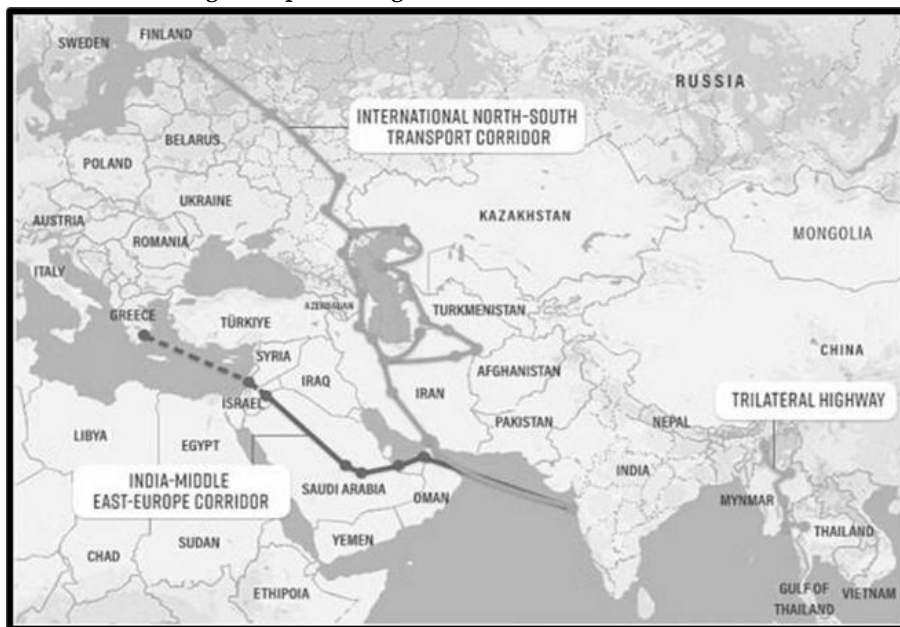 SWEDEN
FINLAND
RUSSIA
INTERNATIONAL NORTH-SOUTH
TRANSPORT CORRIDOR
BELARUS
POLAND
UKRAINE
KAZAKHSTAN
AUSTRIA
MONGOLIA
ROMANIA
ITALY
GREECE
AZERBAIJAN
TURKMENISTAN
TÜRKİYE
SYRIA
CHINA
IRAQ
AFGHANISTAN
IRAN
ISRAEL
TRILATERAL HIGHWAY
PAKISTAN
NEPAL
LIBYA
EGYPT
INDIA-MIDDLE
EAST-EUROPE CORRIDOR
SAUDI ARABIA
OMAN
INDIA
MYNMAR
THAILAND
YEMEN
CHAD
SUDAN
ETHIPOIA
GULF OF
THAILAND
VIETNAM